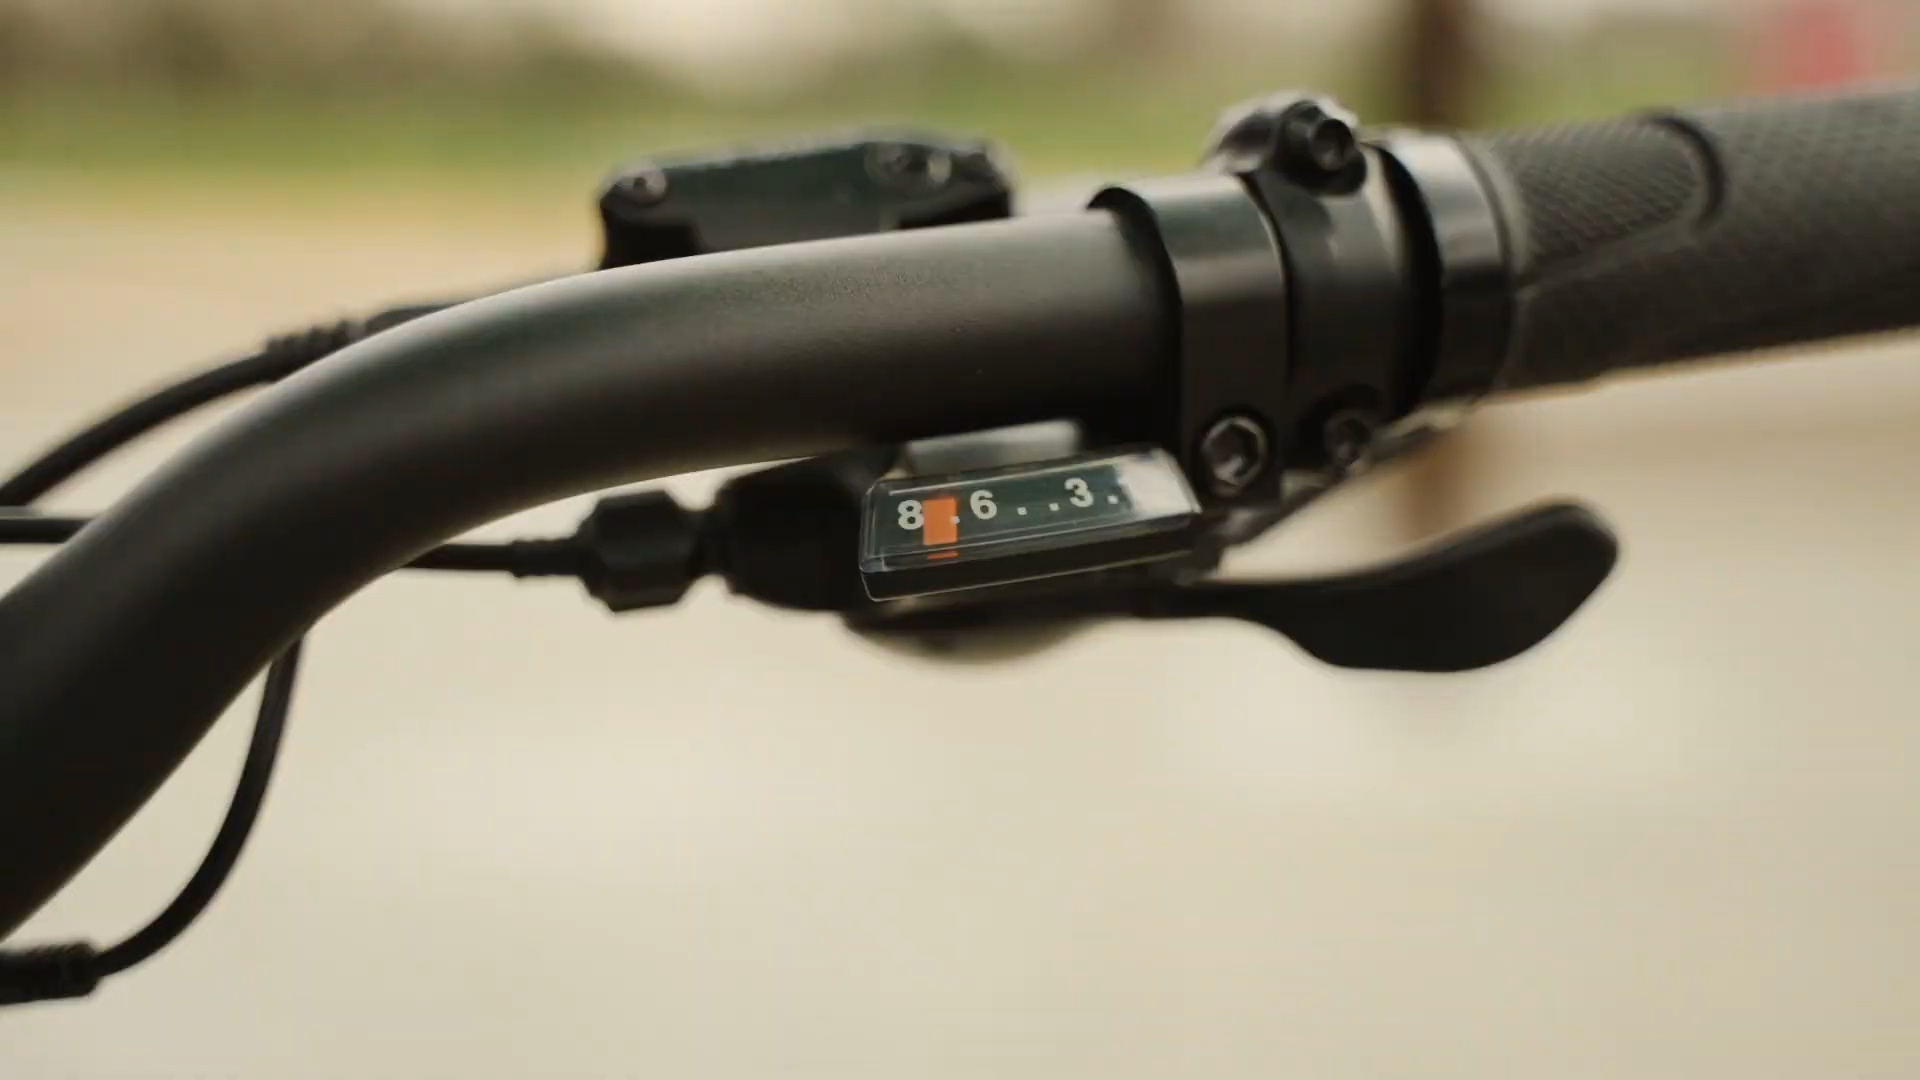 8 . 6 . . 3 .